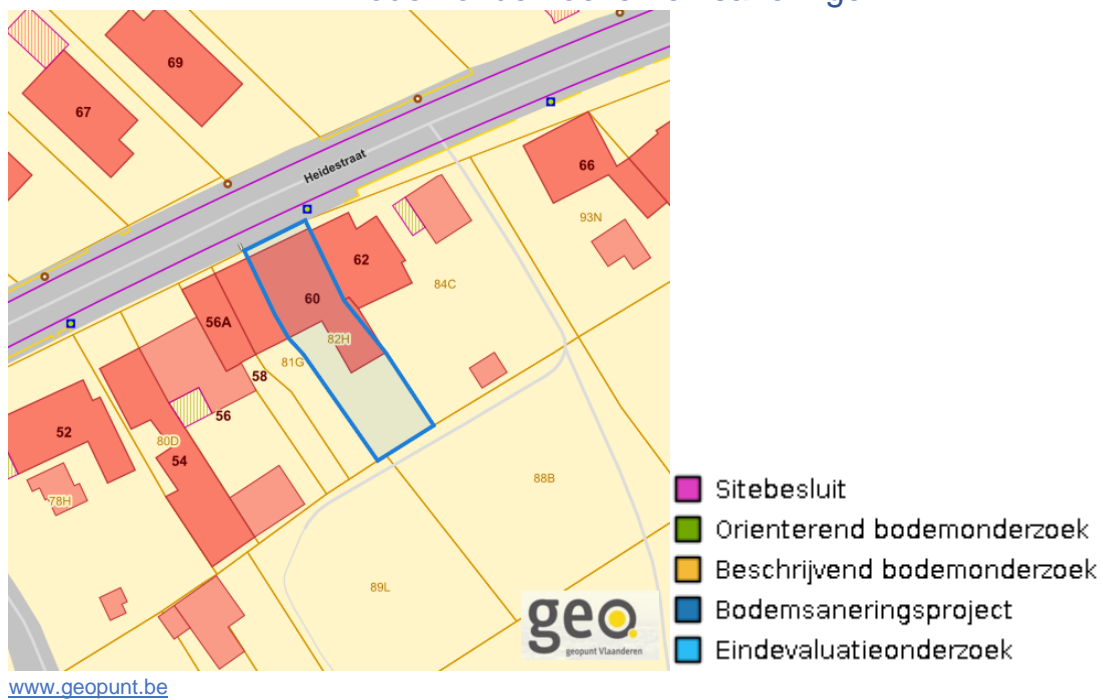 69
67
Heidestraat
66
93N
62
84C
60
56A
82H
81G
58
56
52
80D
54
78H
88B
89L
geo
geopunt Vlaanderen
Sitebesluit
Orienterend bodemonderzoek
Beschrijvend bodemonderzoek
Bodemsaneringsproject
Eindevaluatieonderzoek
www.geopunt.be